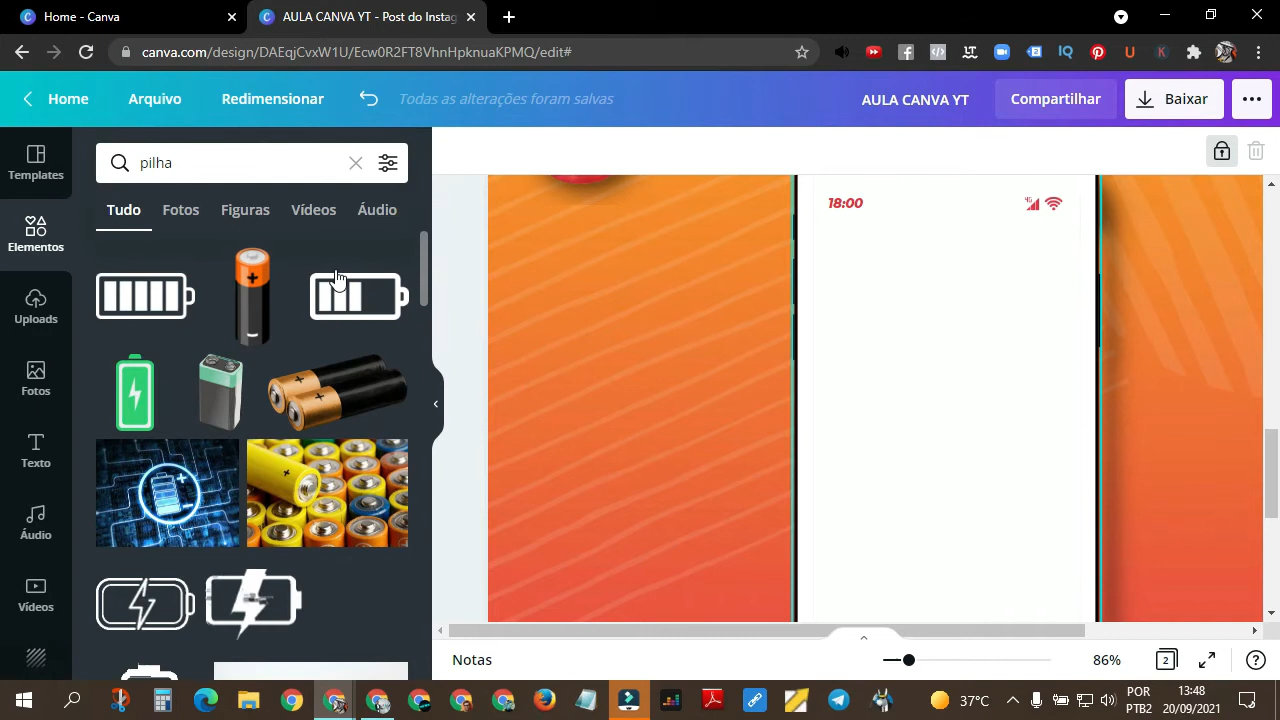 Home - Canva
AULA CANVA YT - Post do Instag
canva.com/design/DAEqjCvxW1U/Ecw0R2FT8VhnHpknuaKPMQ/edit#
Home
Arquivo
Redimensionar
Todas as alterações foram salvas
AULA CANVA YT
Compartilhar
Baixar
Templates
Elementos
Uploads
Fotos
Texto
Áudio
Vídeos
pilha
Tudo
Fotos
Figuras
Vídeos
Áudio
18:00
4G
Notas
86%
2
37°C
POR
PTB2
13:48
20/09/2021